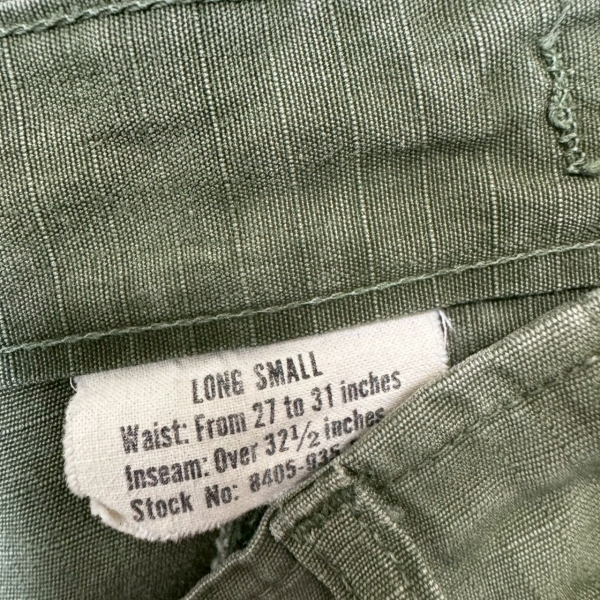 LONG SMALL
Waist: From 27 to 31 inches
Inseam: Over 32½ inches
Stock No: 8405-935